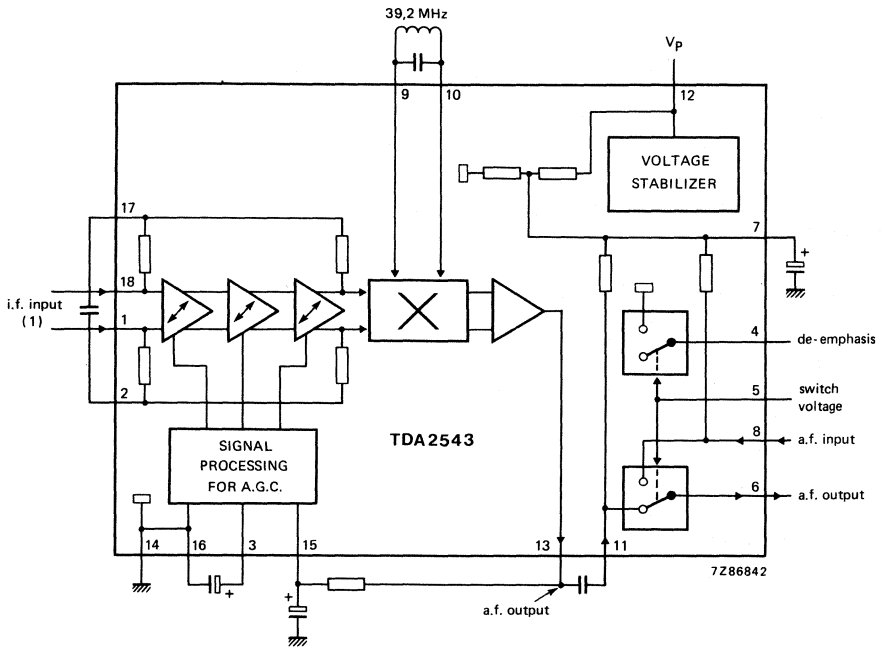 39,2 MHz
Vp
9
10
12
VOLTAGE
STABILIZER
17
7
+
18
i.f. input
(1)
1
4
de-emphasis
2
5
switch
voltage
TDA2543
8
a.f. input
SIGNAL
PROCESSING
FOR A.G.C.
6
a.f. output
14
16
3
15
13
11
7Z86842
+
+
a.f. output